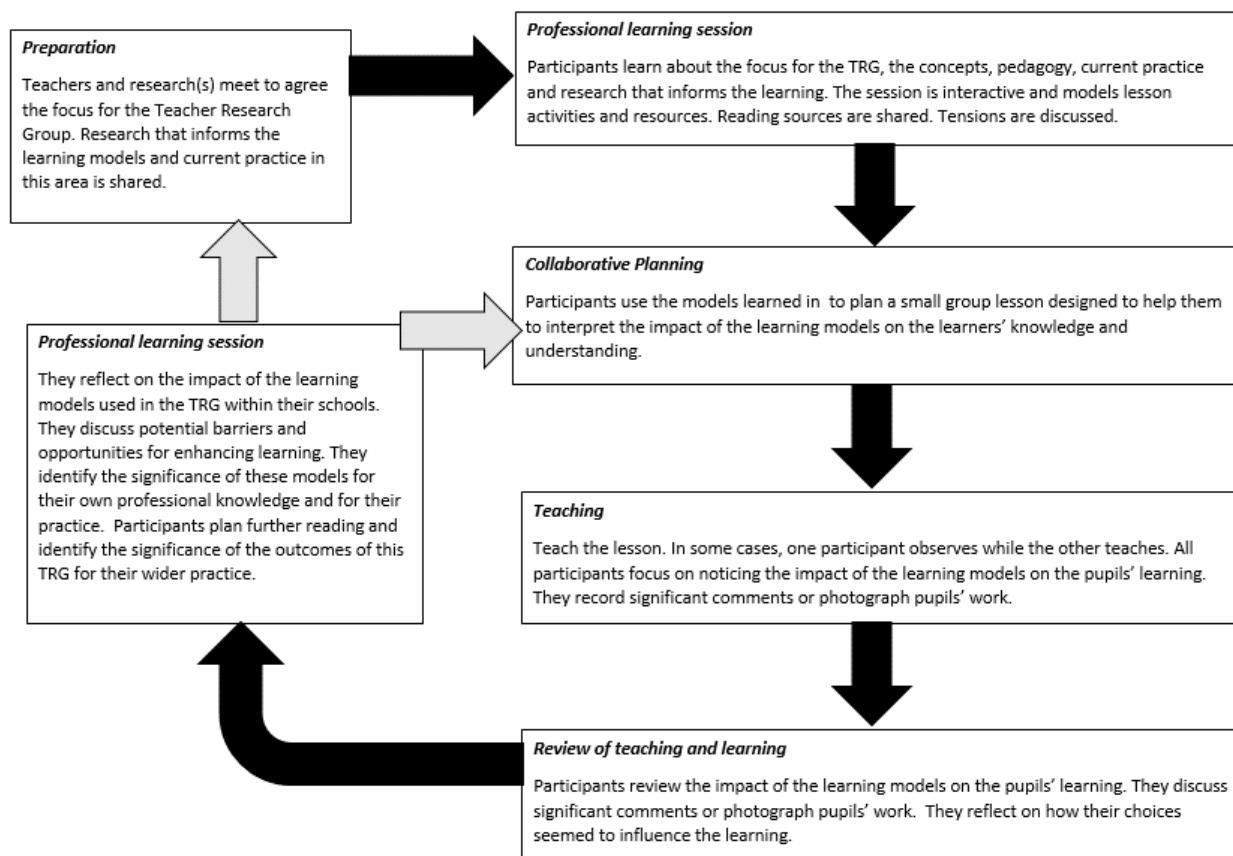 Preparation
Teachers and research(s) meet to agree
the focus for the Teacher Research
Group. Research that informs the
learning models and current practice in
this area is shared.
Professional learning session
Participants learn about the focus for the TRG, the concepts, pedagogy, current practice
and research that informs the learning. The session is interactive and models lesson
activities and resources. Reading sources are shared. Tensions are discussed.
Collaborative Planning
Participants use the models learned in  to plan a small group lesson designed to help them
to interpret the impact of the learning models on the learners’ knowledge and
understanding.
Teaching
Teach the lesson. In some cases, one participant observes while the other teaches. All
participants focus on noticing the impact of the learning models on the pupils’ learning.
They record significant comments or photograph pupils’ work.
Review of teaching and learning
Participants review the impact of the learning models on the pupils’ learning. They discuss
significant comments or photograph pupils’ work.  They reflect on how their choices
seemed to influence the learning.
Professional learning session
They reflect on the impact of the learning
models used in the TRG within their schools.
They discuss potential barriers and
opportunities for enhancing learning. They
identify the significance of these models for
their own professional knowledge and for their
practice.  Participants plan further reading and
identify the significance of the outcomes of this
TRG for their wider practice.